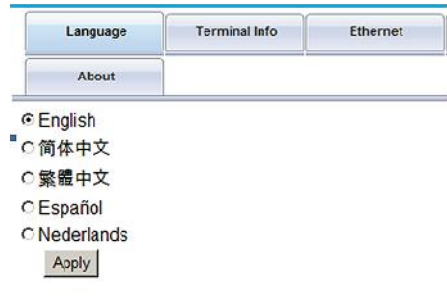 Language Terminal Info Ethernet
About
English
简体中文
繁體中文
Español
Nederlands
Apply